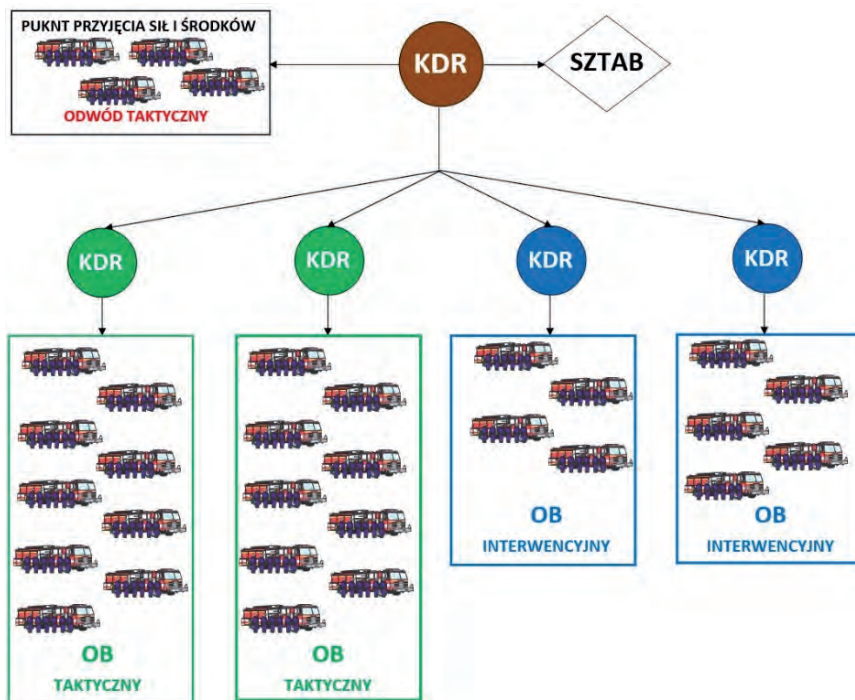 PUKNT PRZYJĘCIA SIŁ I ŚRODKÓW
ODWÓD TAKTYCZNY
KDR
SZTAB
KDR
KDR
KDR
KDR
OB
TAKTYCZNY
OB
TAKTYCZNY
OB
INTERWENCYJNY
OB
INTERWENCYJNY